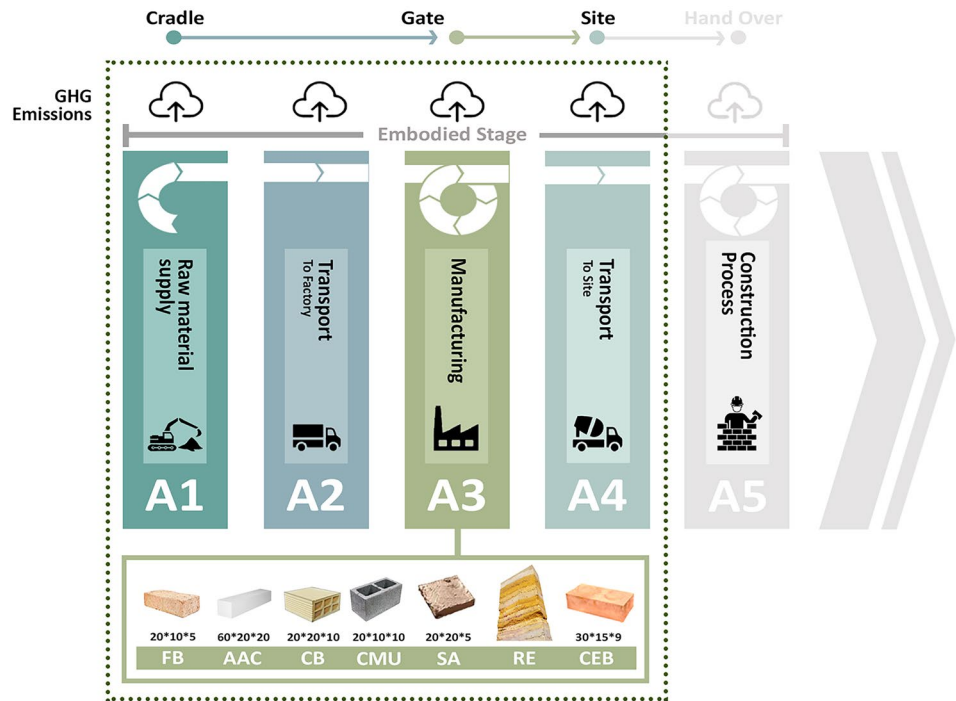 Cradle
Gate
Site
Hand Over
GHG
Emissions
Embodied Stage
Raw material
supply
Transport
To Factory
Manufacturing
Transport
To Site
Construction
Process
A1
A2
A3
A4
A5
20*10*5
60*20*20
20*20*10
20*10*10
20*20*5
30*15*9
FB
AAC
CB
CMU
SA
RE
CEB